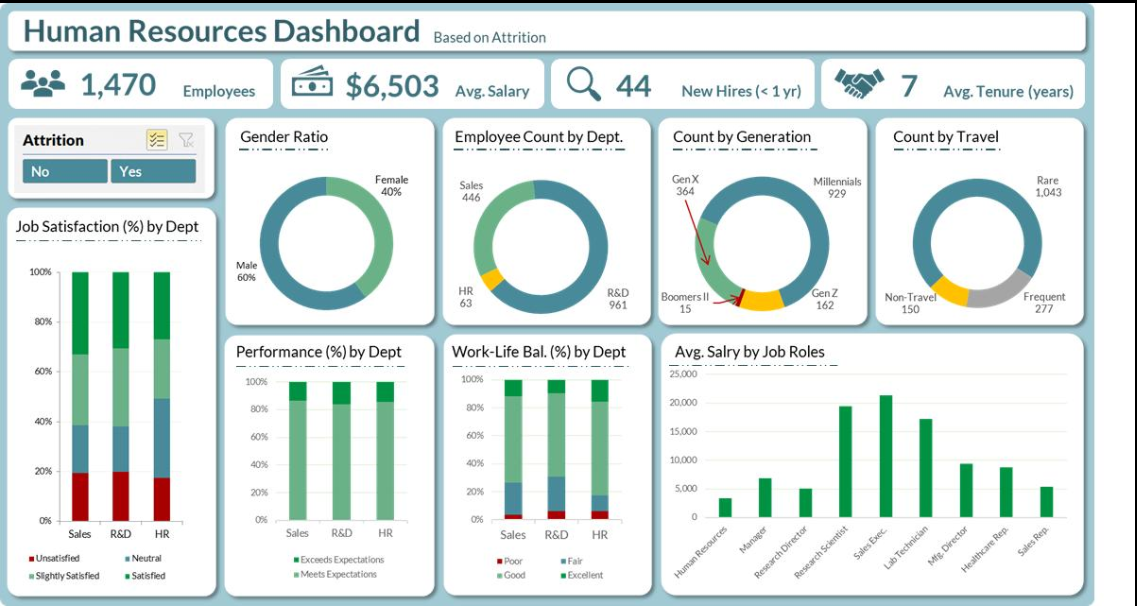 Human Resources Dashboard Based on Attrition
1,470 Employees
$6,503 Avg. Salary
44 New Hires (< 1 yr)
7 Avg. Tenure (years)
Attrition
No Yes
Gender Ratio
Female
40%
Male
60%
Employee Count by Dept.
Sales
446
HR
63
R&D
961
Count by Generation
Gen X
364
Millennials
929
Boomers II
15
Gen Z
162
Count by Travel
Rare
1,043
Non-Travel
150
Frequent
277
Job Satisfaction (%) by Dept
100%
80%
60%
40%
20%
0%
Sales R&D HR
Unsatisfied Neutral
Slightly Satisfied Satisfied
Performance (%) by Dept
100%
80%
60%
40%
20%
0%
Sales R&D HR
Exceeds Expectations
Meets Expectations
Work-Life Bal. (%) by Dept
100%
80%
60%
40%
20%
0%
Sales R&D HR
Poor Fair
Good Excellent
Avg. Salry by Job Roles
25,000
20,000
15,000
10,000
5,000
0
Human Resources
Manager
Research Director
Research Scientist
Sales Exec.
Lab Technician
Mfg. Director
Healthcare Rep.
Sales Rep.